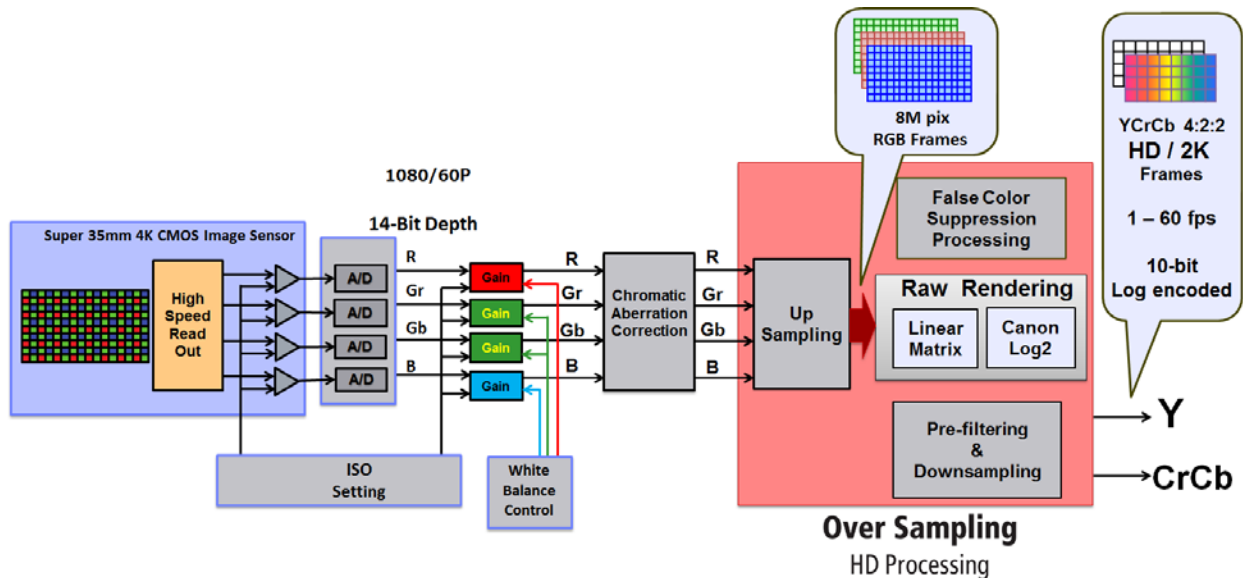 8M pix
RGB Frames
YCrCb 4:2:2
HD / 2K
Frames
1 – 60 fps
10-bit
Log encoded
1080/60P
14-Bit Depth
Super 35mm 4K CMOS Image Sensor
High
Speed
Read
Out
A/D
A/D
A/D
A/D
R
Gr
Gb
B
Gain
Gain
Gain
Gain
R
Gr
Gb
B
Chromatic
Aberration
Correction
R
Gr
Gb
B
Up
Sampling
False Color
Suppression
Processing
Raw Rendering
Linear
Matrix
Canon
Log2
Pre-filtering
&
Downsampling
Y
CrCb
ISO
Setting
White
Balance
Control
Over Sampling
HD Processing